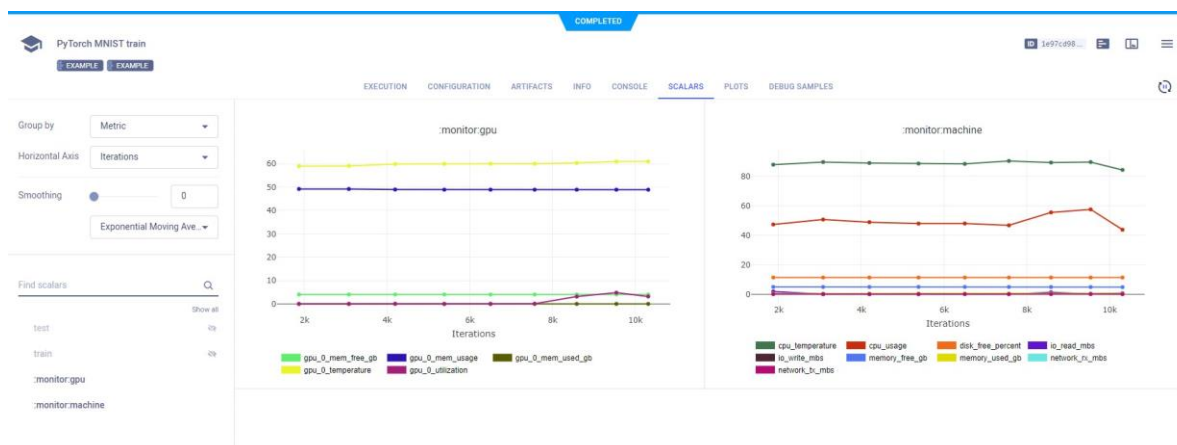 COMPLETED
PyTorch MNIST train
EXAMPLE EXAMPLE
ID 1e97cd98...
EXECUTION CONFIGURATION ARTIFACTS INFO CONSOLE SCALARS PLOTS DEBUG SAMPLES
Group by Metric
Horizontal Axis Iterations
Smoothing 0
Exponential Moving Ave...
Find scalars
Show all
test
train
:monitor:gpu
:monitor:machine
:monitor:gpu
60
50
40
30
20
10
0
2k 4k 6k 8k 10k
Iterations
gpu_0_mem_free_gb gpu_0_mem_usage gpu_0_mem_used_gb
gpu_0_temperature gpu_0_utilization
:monitor:machine
80
60
40
20
0
2k 4k 6k 8k 10k
Iterations
cpu_temperature cpu_usage disk_free_percent io_read_mbs
io_write_mbs memory_free_gb memory_used_gb network_rx_mbs
network_tx_mbs